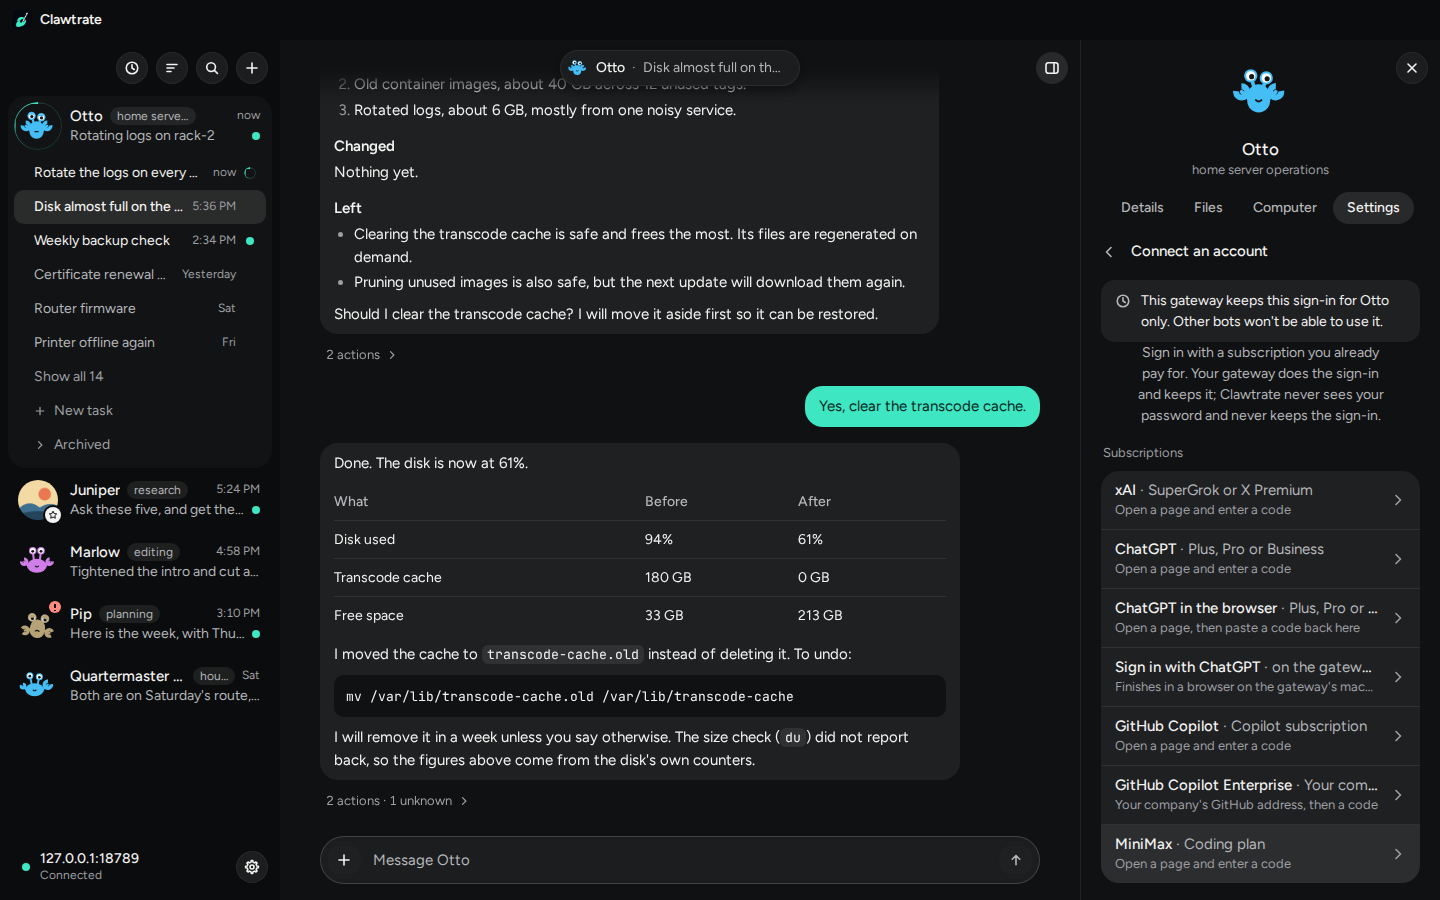 Clawtrate
Otto home serve... now
Rotating logs on rack-2
Rotate the logs on every ... now
Disk almost full on the ... 5:36 PM
Weekly backup check 2:34 PM
Certificate renewal ... Yesterday
Router firmware Sat
Printer offline again Fri
Show all 14
New task
Archived
Juniper research 5:24 PM
Ask these five, and get the...
Marlow editing 4:58 PM
Tightened the intro and cut a...
Pip planning 3:10 PM
Here is the week, with Thu...
Quartermaster ... hou... Sat
Both are on Saturday's route,...
127.0.0.1:18789
Connected
Otto · Disk almost full on th...
2. Old container images, about 40 GB across 12 unused tags.
3. Rotated logs, about 6 GB, mostly from one noisy service.
Changed
Nothing yet.
Left
• Clearing the transcode cache is safe and frees the most. Its files are regenerated on
demand.
• Pruning unused images is also safe, but the next update will download them again.
Should I clear the transcode cache? I will move it aside first so it can be restored.
2 actions
Yes, clear the transcode cache.
Done. The disk is now at 61%.
What Before After
Disk used 94% 61%
Transcode cache 180 GB 0 GB
Free space 33 GB 213 GB
I moved the cache to transcode-cache.old instead of deleting it. To undo:
mv /var/lib/transcode-cache.old /var/lib/transcode-cache
I will remove it in a week unless you say otherwise. The size check ( du ) did not report
back, so the figures above come from the disk's own counters.
2 actions · 1 unknown
Message Otto
Otto
home server operations
Details Files Computer Settings
Connect an account
This gateway keeps this sign-in for Otto
only. Other bots won't be able to use it.
Sign in with a subscription you already
pay for. Your gateway does the sign-in
and keeps it; Clawtrate never sees your
password and never keeps the sign-in.
Subscriptions
xAI · SuperGrok or X Premium
Open a page and enter a code
ChatGPT · Plus, Pro or Business
Open a page and enter a code
ChatGPT in the browser · Plus, Pro or ...
Open a page, then paste a code back here
Sign in with ChatGPT · on the gatew...
Finishes in a browser on the gateway's mac...
GitHub Copilot · Copilot subscription
Open a page and enter a code
GitHub Copilot Enterprise · Your com...
Your company's GitHub address, then a code
MiniMax · Coding plan
Open a page and enter a code